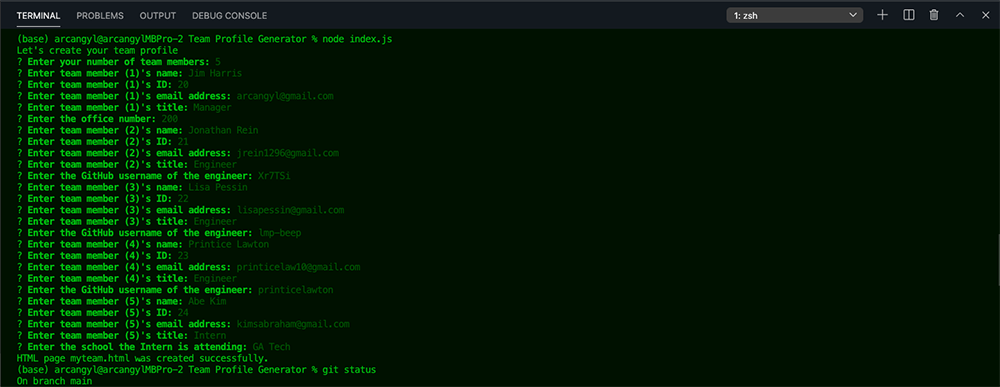 TERMINAL PROBLEMS OUTPUT DEBUG CONSOLE 1: zsh
(base) arcangyl@arcangylMBPro-2 Team Profile Generator % node index.js
Let's create your team profile
? Enter your number of team members: 5
? Enter team member (1)'s name: Jim Harris
? Enter team member (1)'s ID: 20
? Enter team member (1)'s email address: arcangyl@gmail.com
? Enter team member (1)'s title: Manager
? Enter the office number: 200
? Enter team member (2)'s name: Jonathan Rein
? Enter team member (2)'s ID: 21
? Enter team member (2)'s email address: jrein1296@gmail.com
? Enter team member (2)'s title: Engineer
? Enter the GitHub username of the engineer: Xr7TSi
? Enter team member (3)'s name: Lisa Pessin
? Enter team member (3)'s ID: 22
? Enter team member (3)'s email address: lisapessin@gmail.com
? Enter team member (3)'s title: Engineer
? Enter the GitHub username of the engineer: lmp-beep
? Enter team member (4)'s name: Printice Lawton
? Enter team member (4)'s ID: 23
? Enter team member (4)'s email address: printicelaw10@gmail.com
? Enter team member (4)'s title: Engineer
? Enter the GitHub username of the engineer: printicelawton
? Enter team member (5)'s name: Abe Kim
? Enter team member (5)'s ID: 24
? Enter team member (5)'s email address: kimsabraham@gmail.com
? Enter team member (5)'s title: Intern
? Enter the school the Intern is attending: GA Tech
HTML page myteam.html was created successfully.
(base) arcangyl@arcangylMBPro-2 Team Profile Generator % git status
On branch main